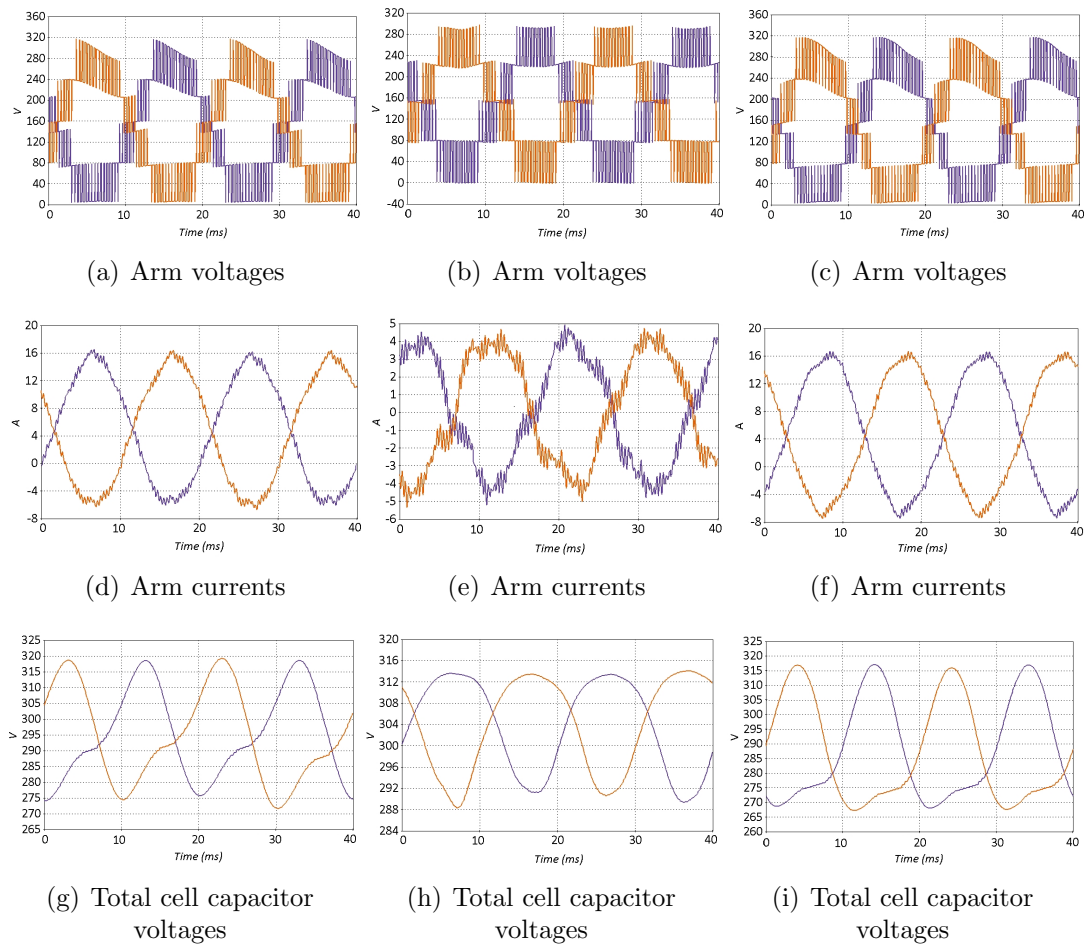 360
320
280
240
200
160
120
80
40
0
V
0 10 20 30 40
Time (ms)
(a) Arm voltages
320
280
240
200
160
120
80
40
0
-40
V
0 10 20 30 40
Time (ms)
(b) Arm voltages
360
320
280
240
200
160
120
80
40
0
V
0 10 20 30 40
Time (ms)
(c) Arm voltages
20
16
12
8
4
0
-4
-8
A
0 10 20 30 40
Time (ms)
(d) Arm currents
5
4
3
2
1
0
-1
-2
-3
-4
-5
-6
A
0 10 20 30 40
Time (ms)
(e) Arm currents
20
16
12
8
4
0
-4
-8
A
0 10 20 30 40
Time (ms)
(f) Arm currents
325
320
315
310
305
300
295
290
285
280
275
270
265
V
0 10 20 30 40
Time (ms)
(g) Total cell capacitor
voltages
320
316
312
308
304
300
296
292
288
284
V
0 10 20 30 40
Time (ms)
(h) Total cell capacitor
voltages
325
320
315
310
305
300
295
290
285
280
275
270
265
260
V
0 10 20 30 40
Time (ms)
(i) Total cell capacitor
voltages